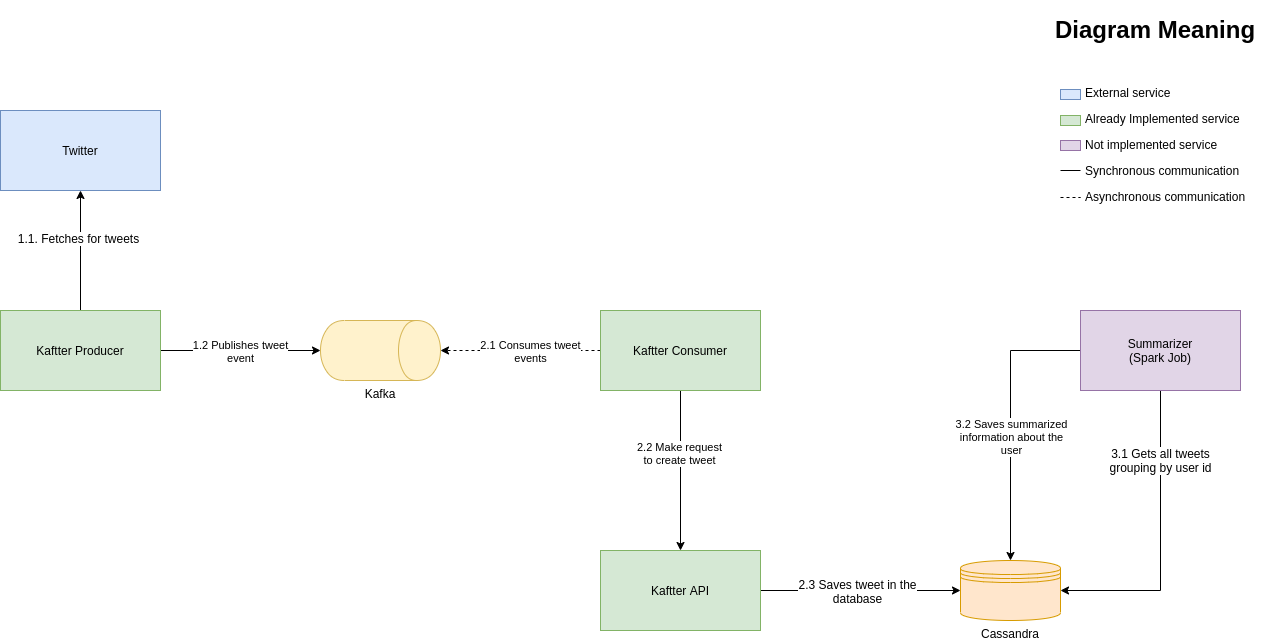 Diagram Meaning
External service
Already Implemented service
Not implemented service
Synchronous communication
Asynchronous communication
Twitter
1.1. Fetches for tweets
Kaftter Producer
1.2 Publishes tweet
event
Kafka
2.1 Consumes tweet
events
Kaftter Consumer
2.2 Make request
to create tweet
Kaftter API
2.3 Saves tweet in the
database
Summarizer
(Spark Job)
3.2 Saves summarized
information about the
user
3.1 Gets all tweets
grouping by user id
Cassandra